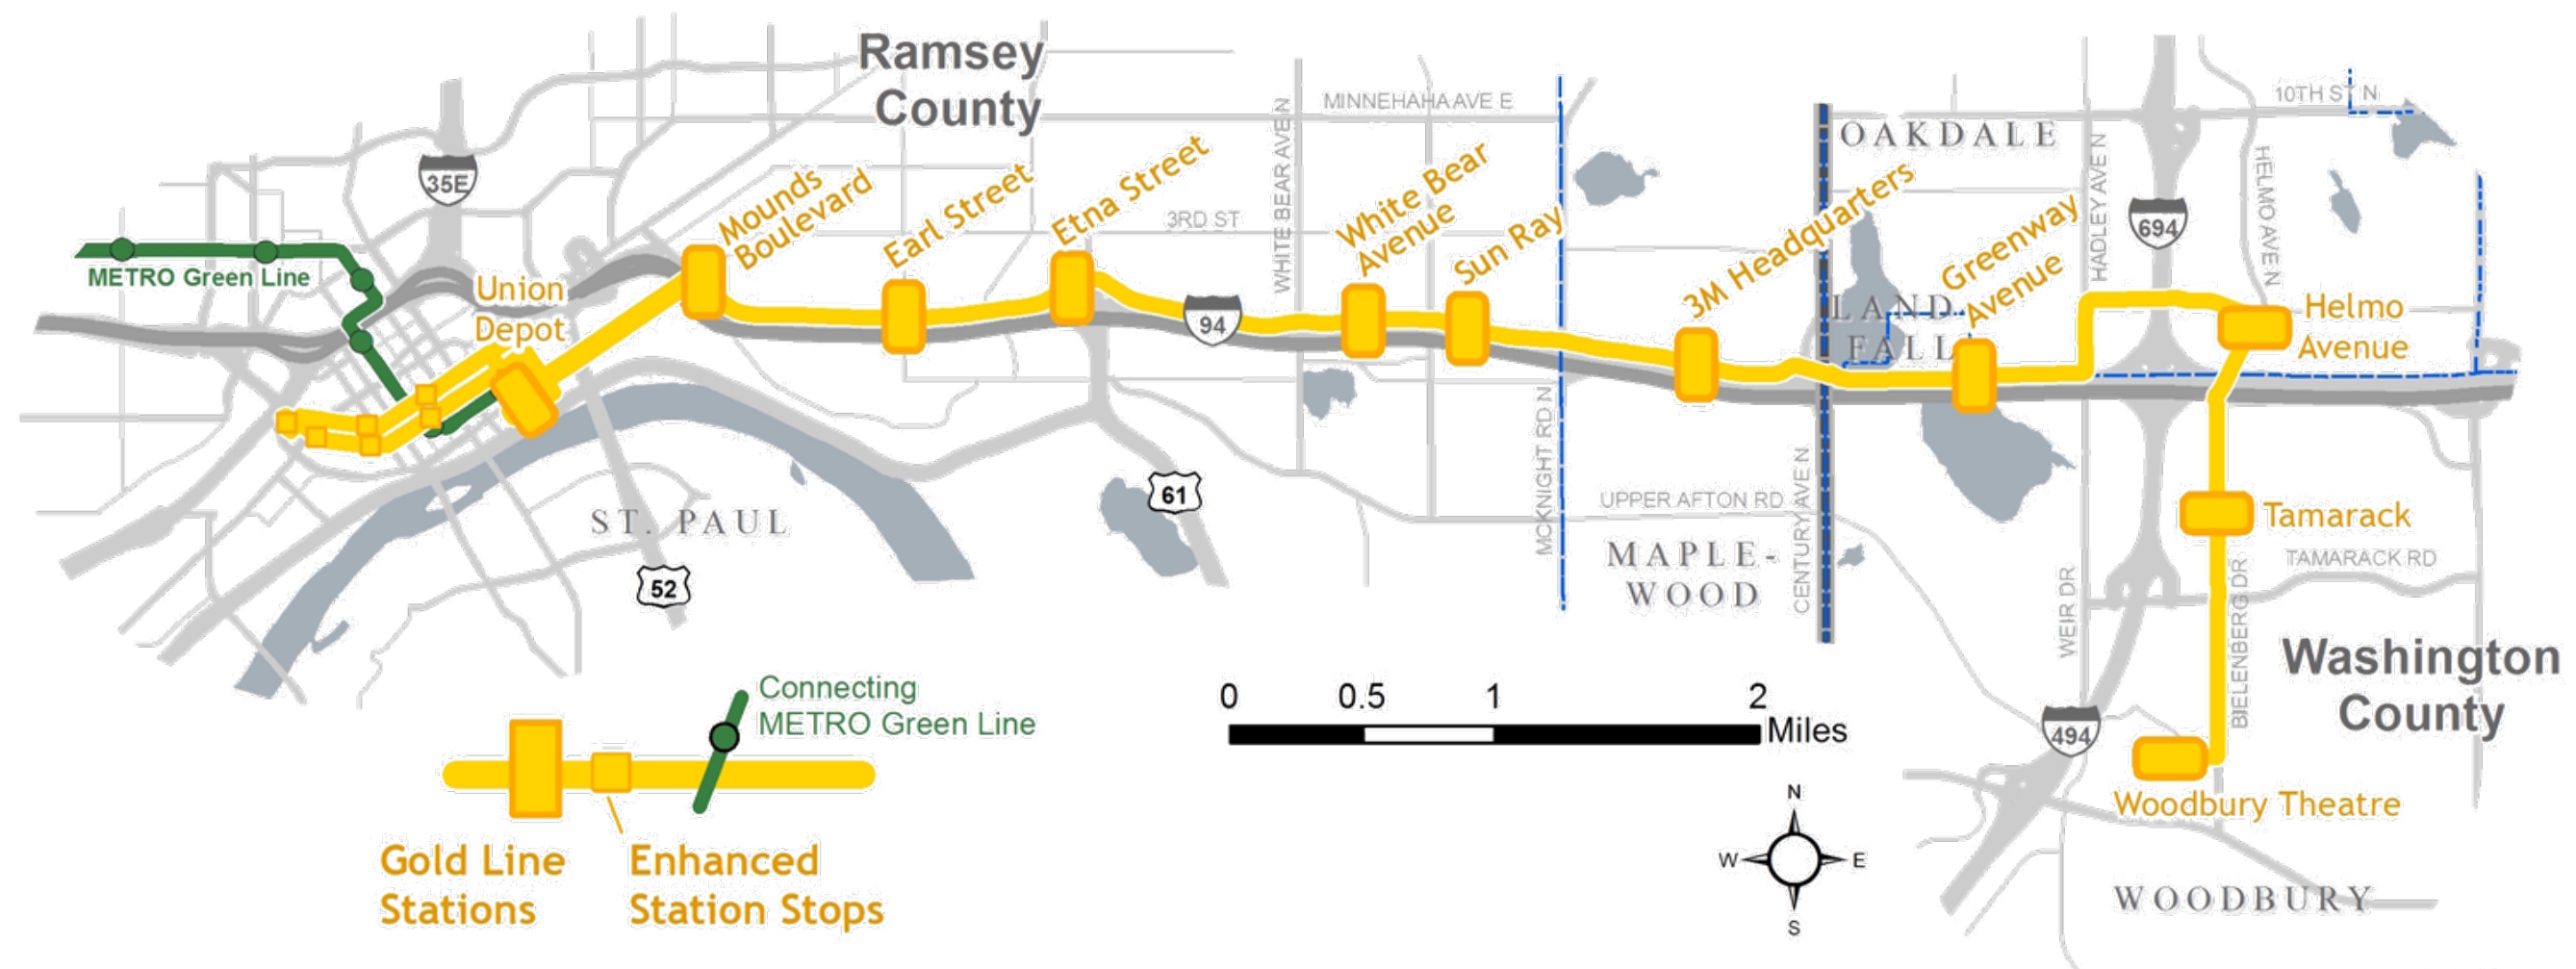 Ramsey
County
35E
METRO Green Line
Union
Depot
Mounds
Boulevard
Earl Street
Etna Street
3RD ST
MINNEHAHA AVE E
WHITE BEAR AVE N
94
White Bear
Avenue
Sun Ray
3M Headquarters
OAKDALE
LAND-
FALL
Greenway
Avenue
HADLEY AVE N
694
HELMO AVE N
10TH ST N
Helmo
Avenue
ST. PAUL
52
61
MCKNIGHT RD N
UPPER AFTON RD
MAPLE-
WOOD
CENTURY AVE N
Tamarack
TAMARACK RD
WEIR DR
BIELENBERG DR
Washington
County
494
Woodbury Theatre
WOODBURY
Connecting
METRO Green Line
Gold Line
Stations
Enhanced
Station Stops
0 0.5 1 2
Miles
N
W E
S